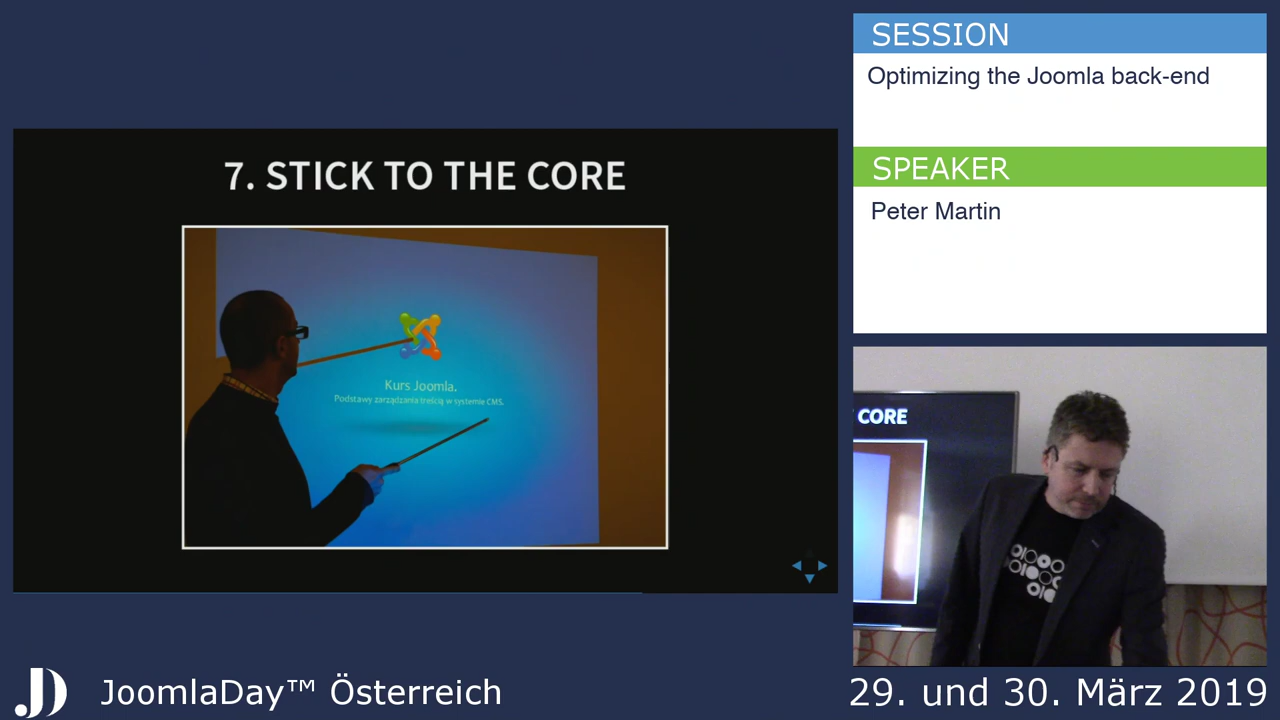 SESSION
Optimizing the Joomla back-end
SPEAKER
Peter Martin
7. STICK TO THE CORE
Kurs Joomla.
Podstawy zarządzania treścią w systemie CMS.
CORE
JoomlaDay™ Österreich
29. und 30. März 2019